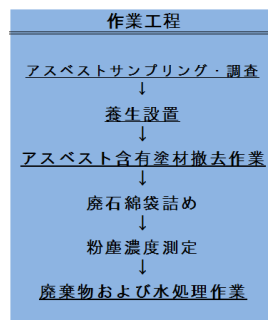 作業工程
アスベストサンプリング・調査
↓
養生設置
↓
アスベスト含有塗材撤去作業
↓
廃石綿袋詰め
↓
粉塵濃度測定
↓
廃棄物および水処理作業